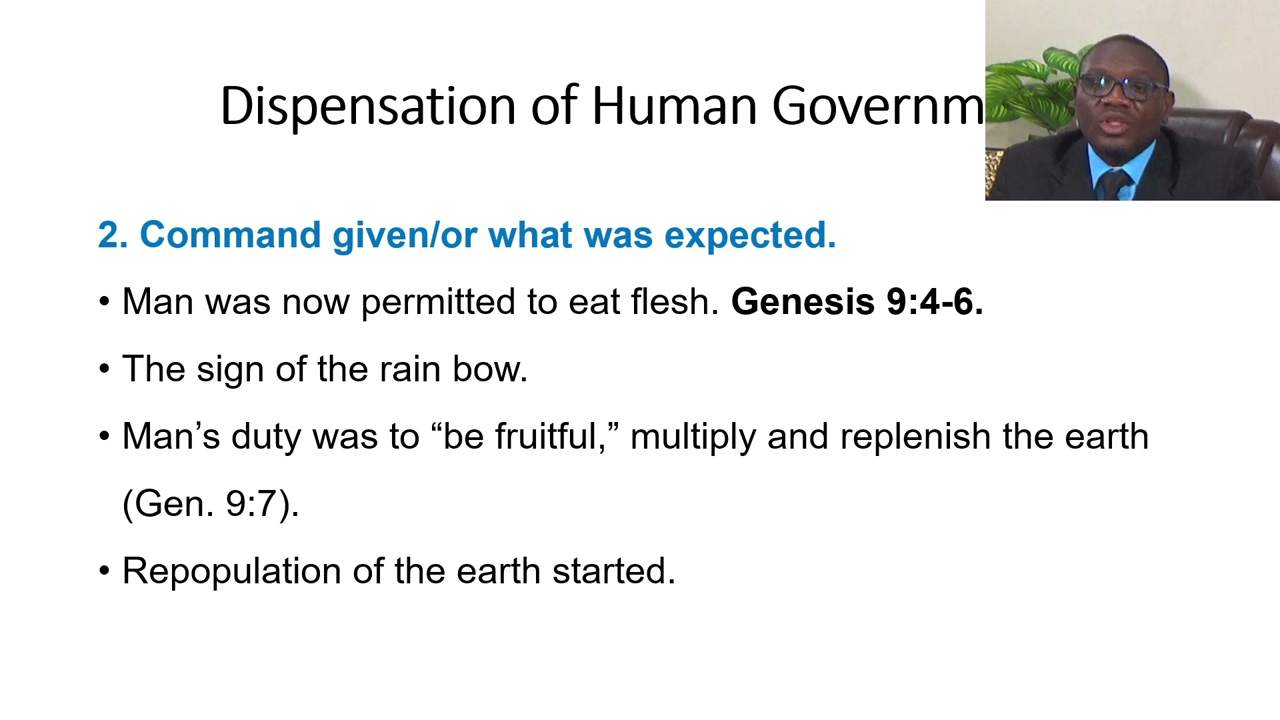 Dispensation of Human Governm
2. Command given/or what was expected.
• Man was now permitted to eat flesh. Genesis 9:4-6.
• The sign of the rain bow.
• Man’s duty was to “be fruitful,” multiply and replenish the earth
(Gen. 9:7).
• Repopulation of the earth started.